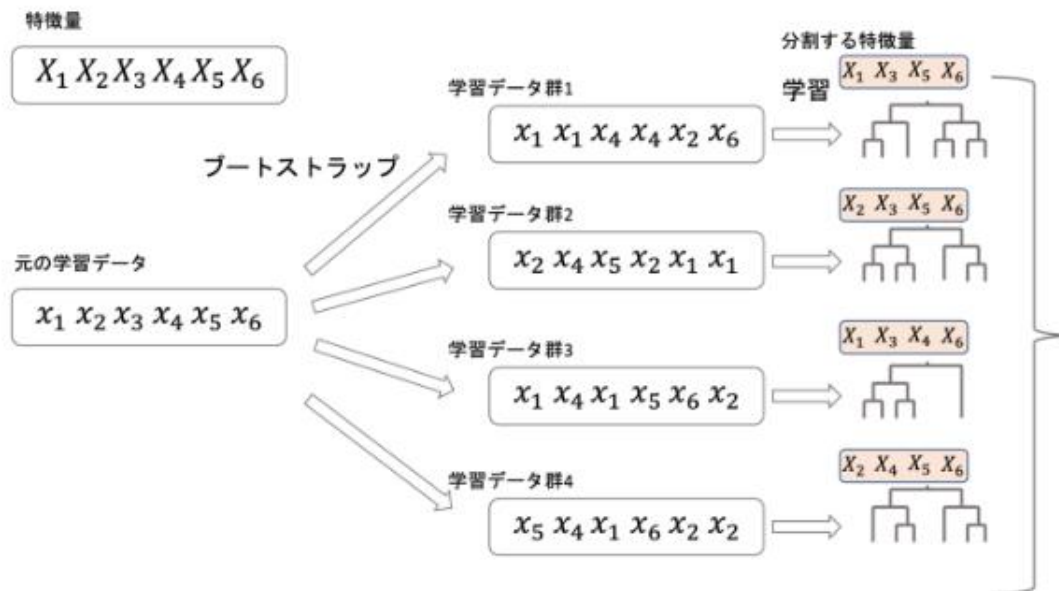 特徴量
X₁ X₂ X₃ X₄ X₅ X₆
ブートストラップ
元の学習データ
x₁ x₂ x₃ x₄ x₅ x₆
学習データ群1
x₁ x₁ x₄ x₄ x₂ x₆
学習データ群2
x₂ x₄ x₅ x₂ x₁ x₁
学習データ群3
x₁ x₄ x₁ x₅ x₆ x₂
学習データ群4
x₅ x₄ x₁ x₆ x₂ x₂
分割する特徴量
学習
X₁ X₃ X₅ X₆
X₂ X₃ X₅ X₆
X₁ X₃ X₄ X₆
X₂ X₄ X₅ X₆